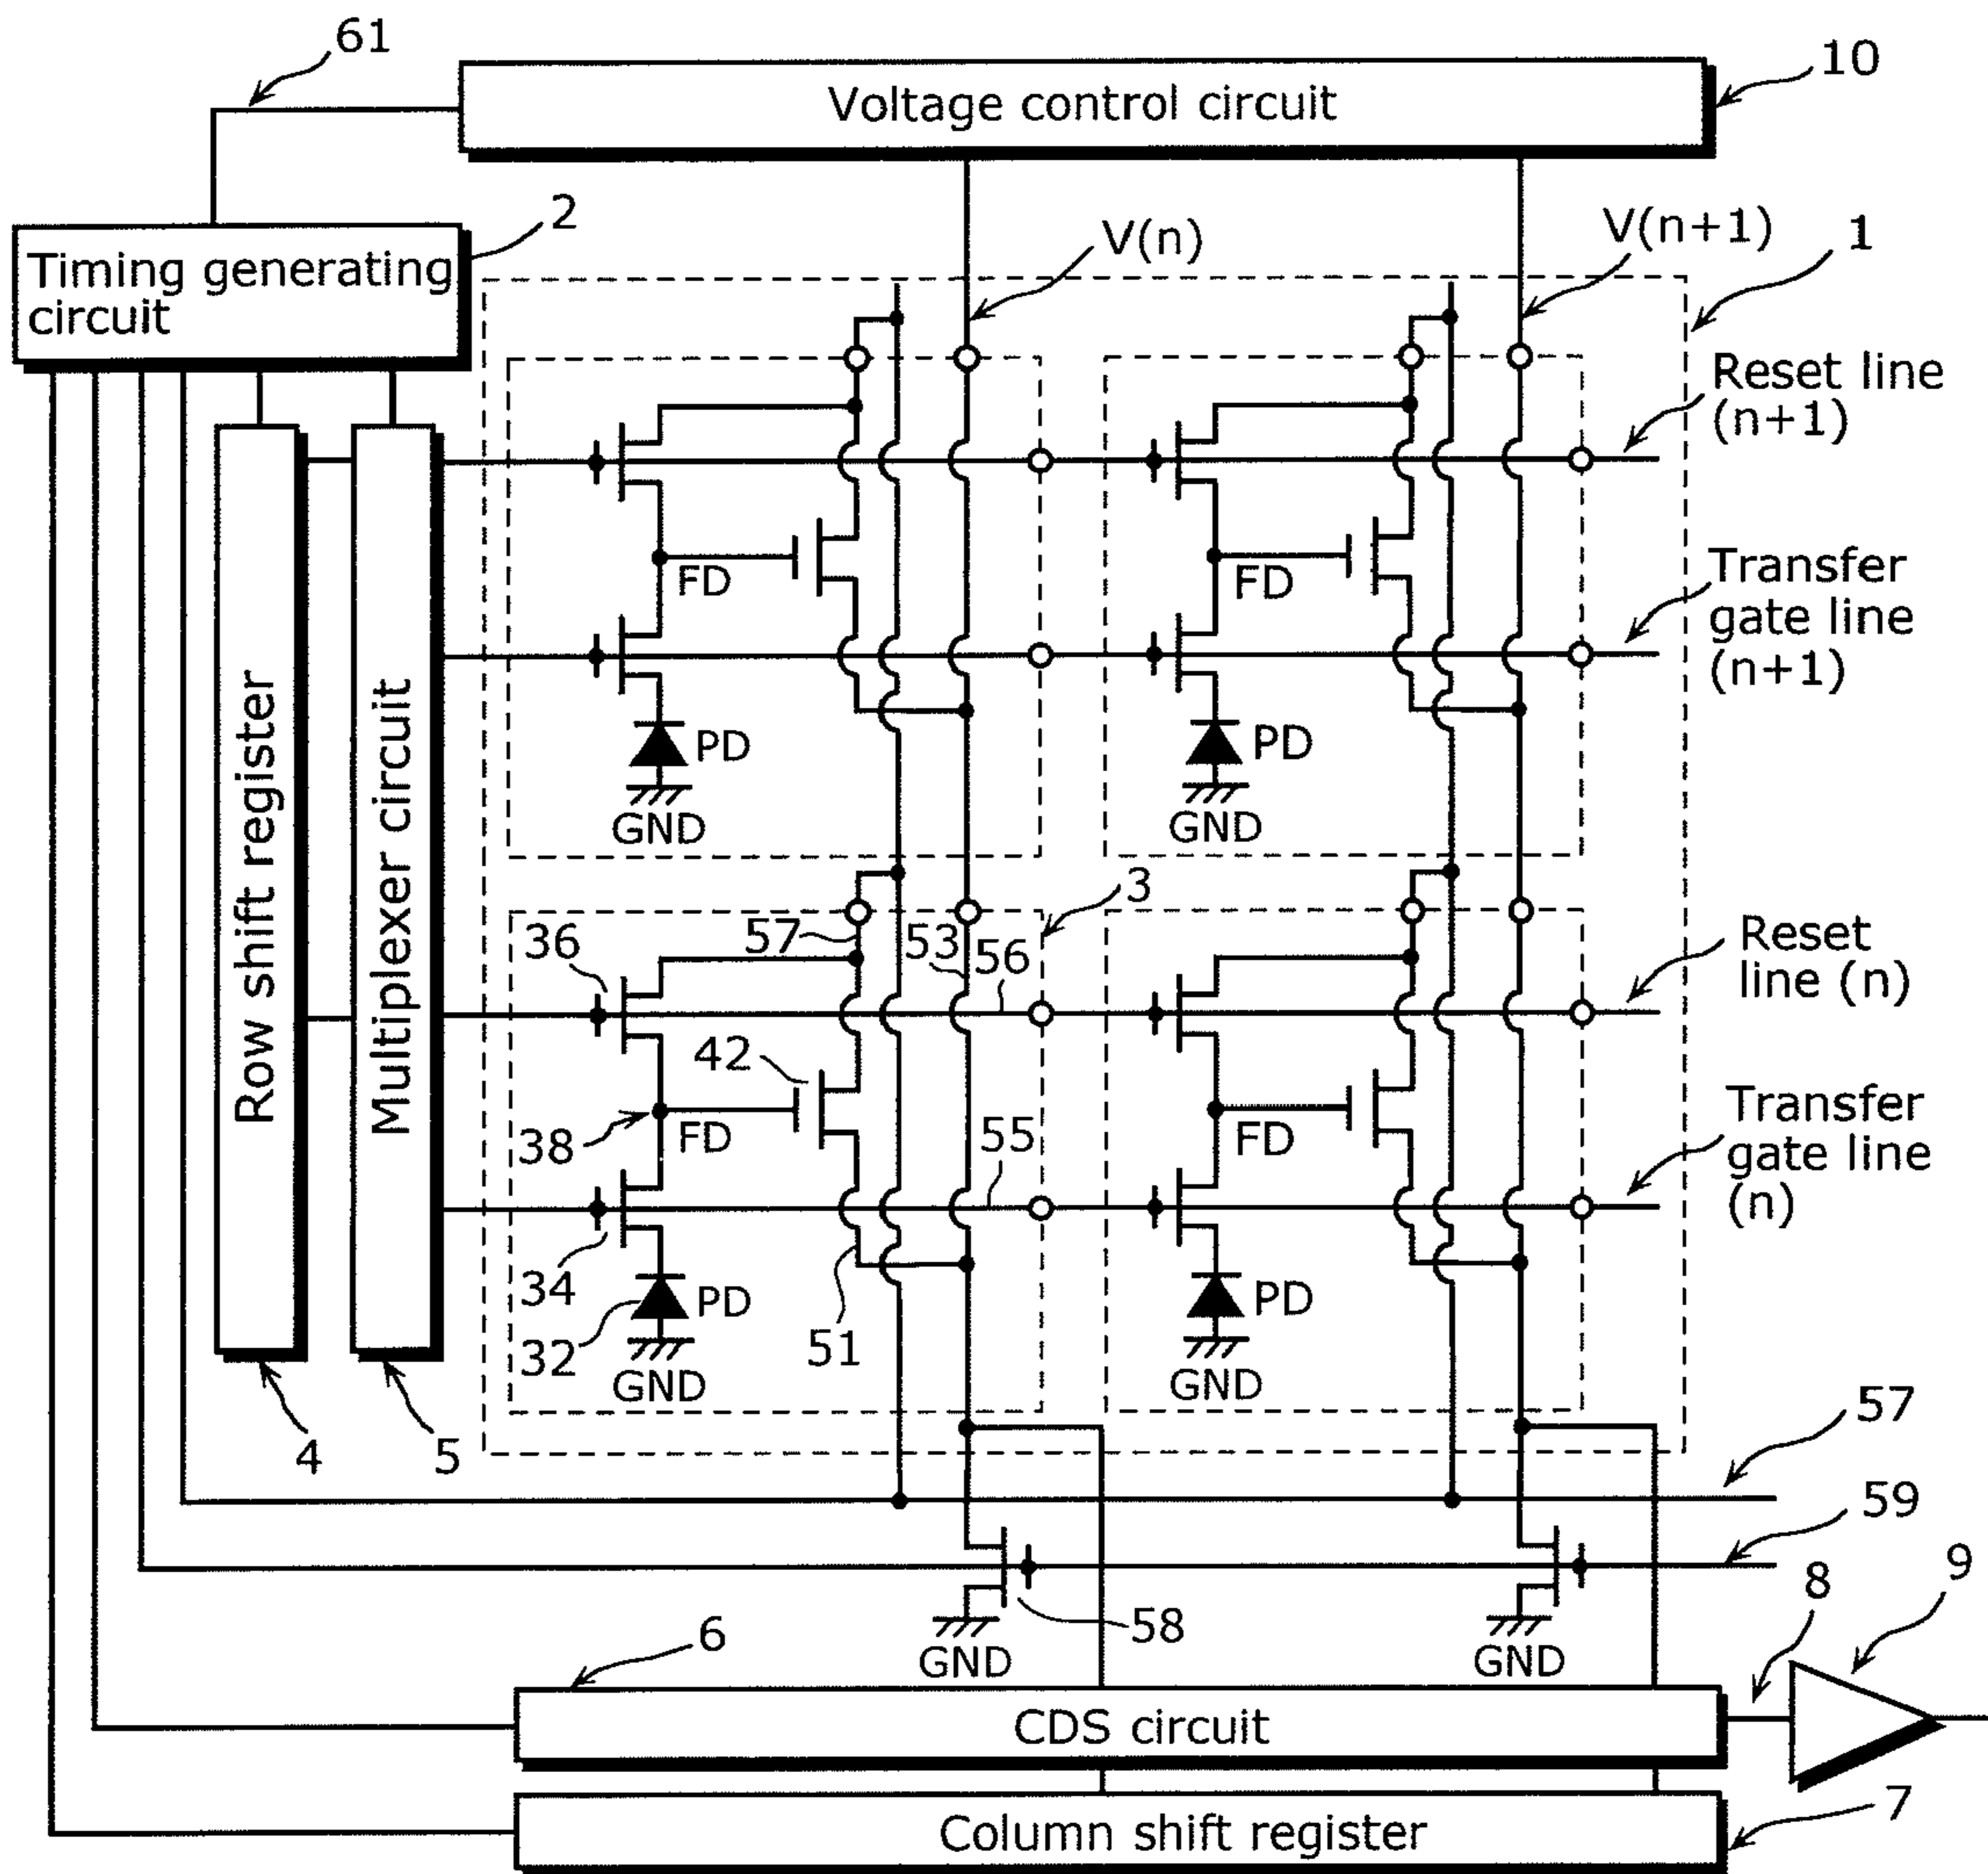 61
Voltage control circuit
10
2
V(n)
V(n+1)
1
Timing generating
circuit
Reset line
(n+1)
FD
FD
Transfer
gate line
(n+1)
PD
PD
GND
GND
Row shift register
Multiplexer circuit
3
36
57
53
56
Reset
line (n)
42
38
FD
55
FD
Transfer
gate line
(n)
34
PD
PD
32
51
GND
GND
4
5
57
59
58
GND
GND
8
9
6
CDS circuit
7
Column shift register